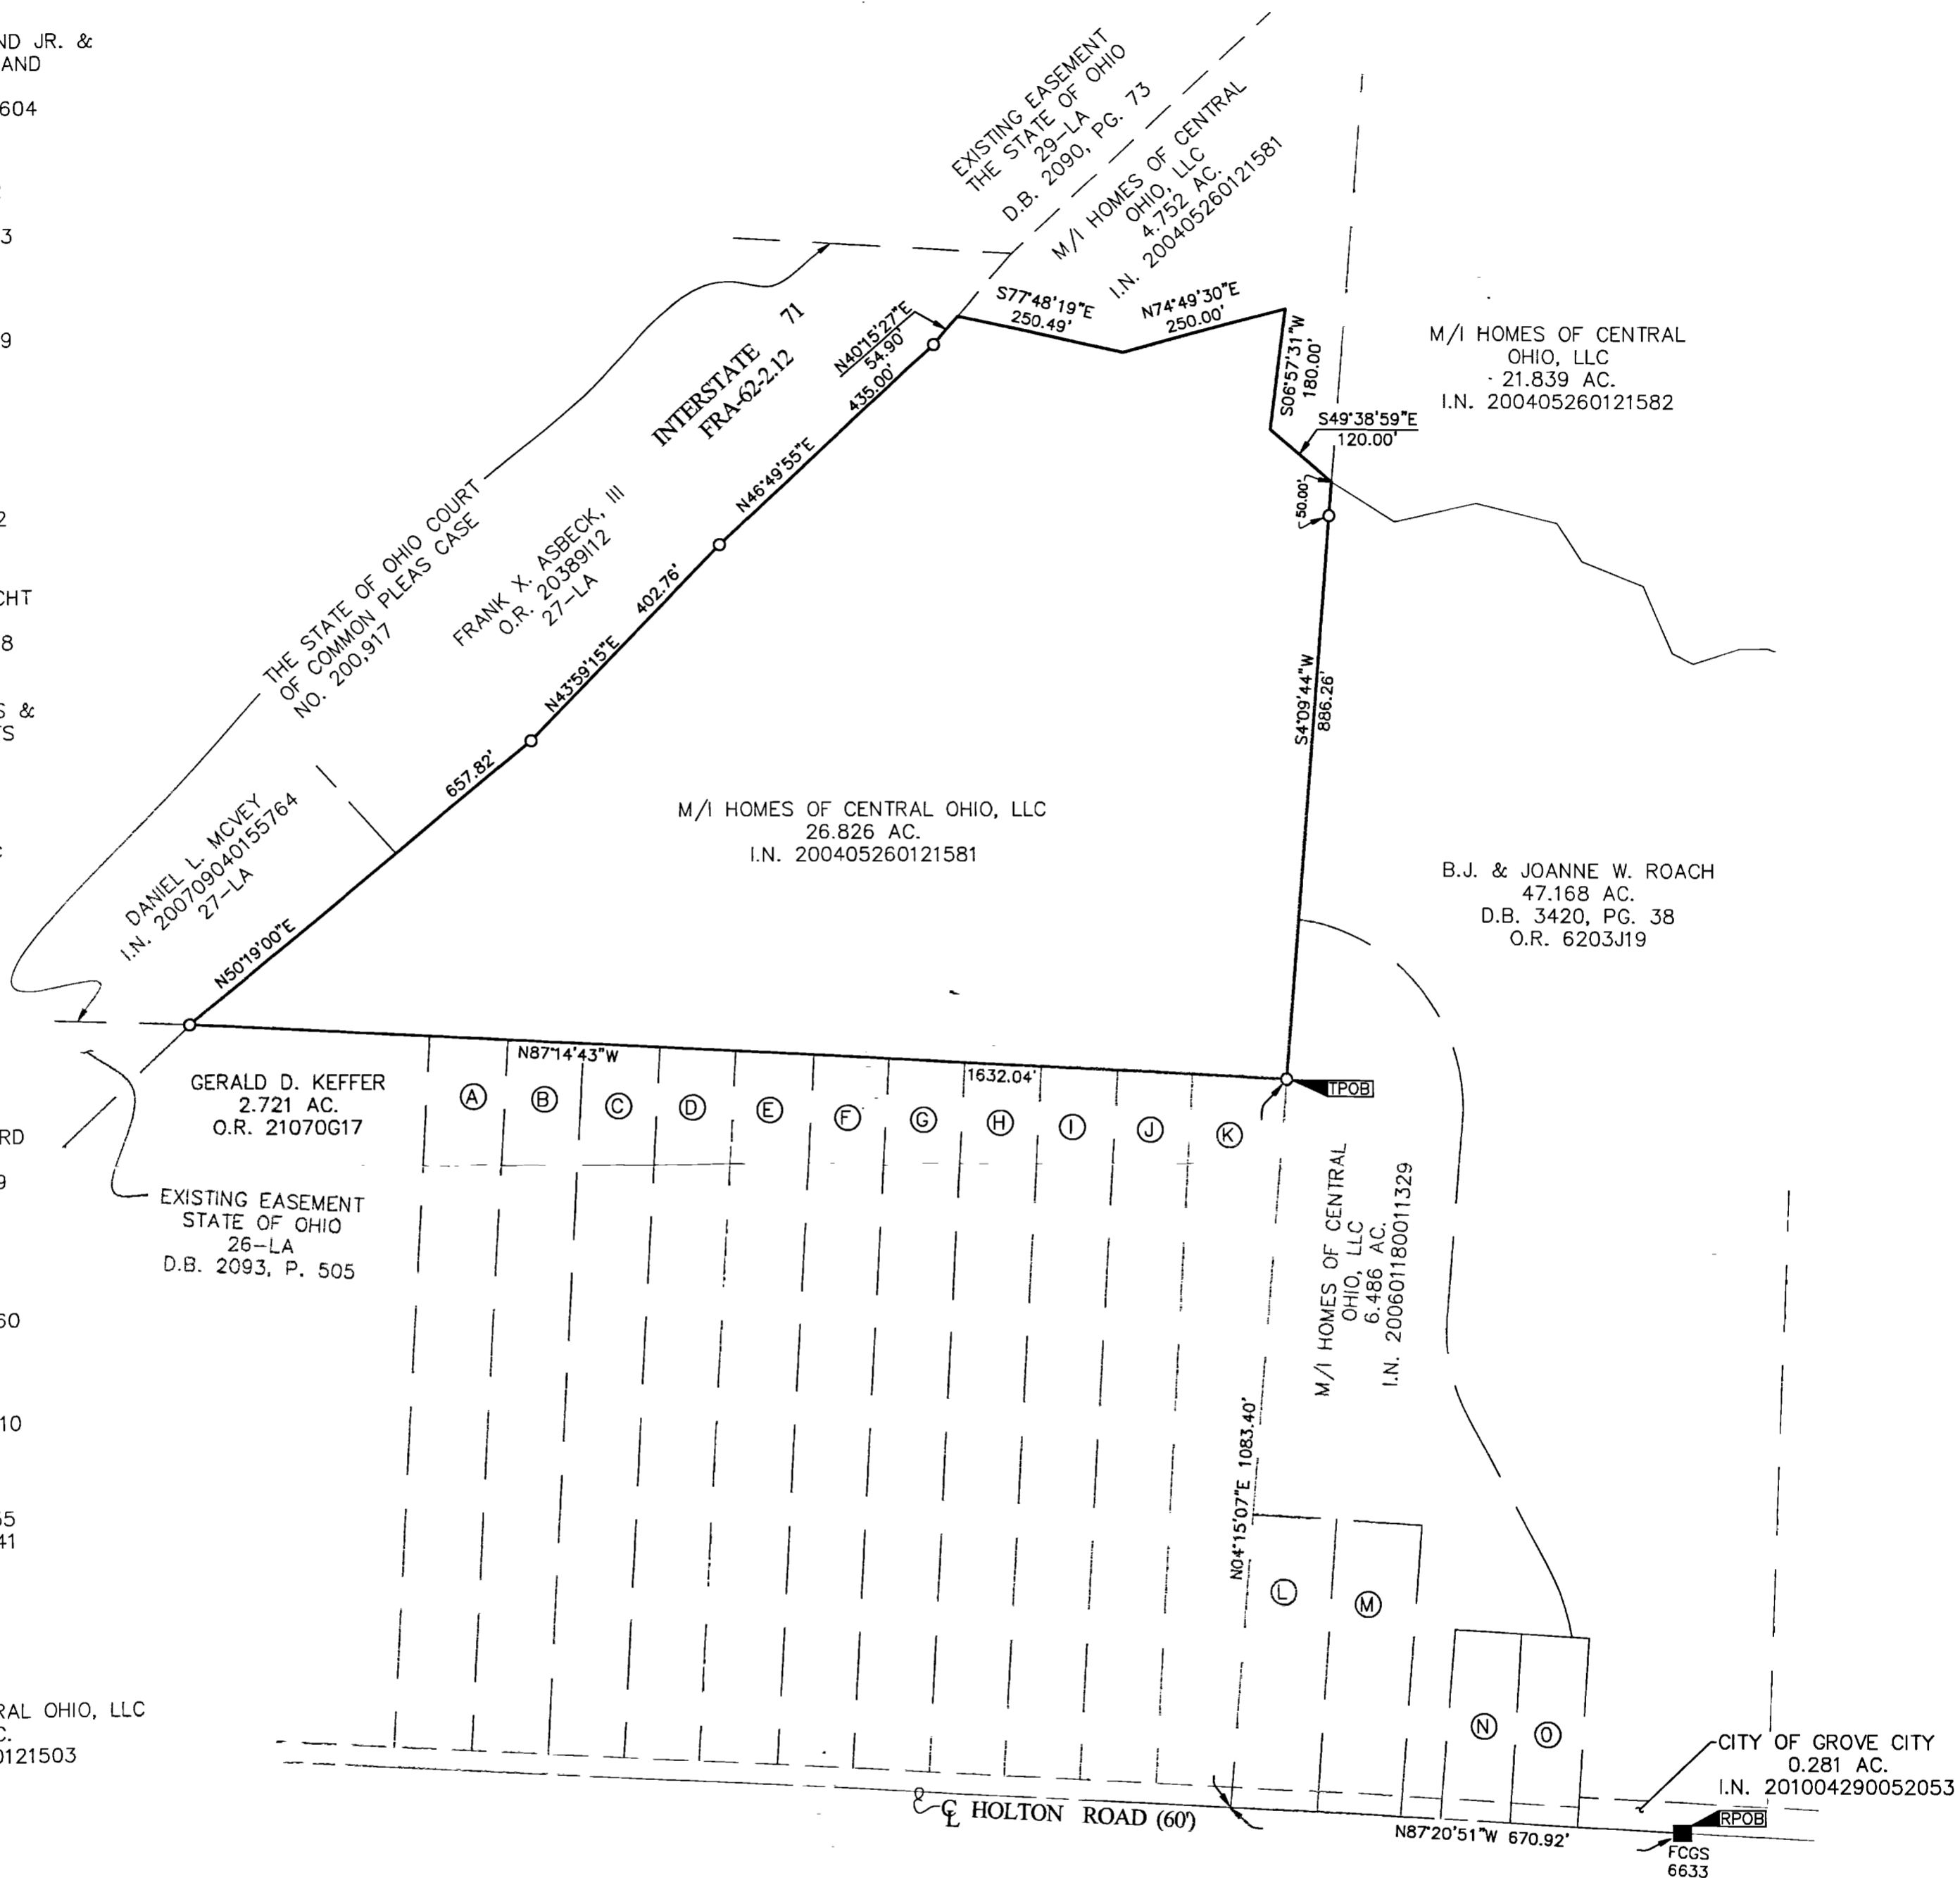 ND JR. &
AND
604
3
9
2
CHT
8
S &
TS
RD
9
60
10
65
41
RAL OHIO, LLC
C.
0121503
EXISTING EASEMENT
THE STATE OF OHIO
29-LA
D.B. 2090, PG. 73
M/I HOMES OF CENTRAL
OHIO, LLC
4.752 AC.
I.N. 200405260121581
S77°48'19"E
250.49'
N74°49'30"E
250.00'
S06°57'31"W
180.00'
S49°38'59"E
120.00'
50.00'
M/I HOMES OF CENTRAL
OHIO, LLC
21.839 AC.
I.N. 200405260121582
INTERSTATE 71
FRA-62-2.12
N40°15'27"E
54.90'
435.00'
N46°49'55"E
THE STATE OF OHIO COURT
OF COMMON PLEAS CASE
NO. 200,917
FRANK X. ASBECK, III
O.R. 20389I12
27-LA
402.76'
N43°59'15"E
657.82'
N50°19'00"E
DANIEL L. MCVEY
I.N. 200709040155764
27-LA
M/I HOMES OF CENTRAL OHIO, LLC
26.826 AC.
I.N. 200405260121581
S4°09'44"W
886.26'
B.J. & JOANNE W. ROACH
47.168 AC.
D.B. 3420, PG. 38
O.R. 6203J19
N87°14'43"W
1632.04'
TPOB
GERALD D. KEFFER
2.721 AC.
O.R. 21070G17
A
B
C
D
E
F
G
H
I
J
K
EXISTING EASEMENT
STATE OF OHIO
26-LA
D.B. 2093, P. 505
M/I HOMES OF CENTRAL
OHIO, LLC
6.486 AC.
I.N. 200601180011329
N04°15'07"E 1083.40'
L
M
N
O
CITY OF GROVE CITY
0.281 AC.
I.N. 201004290052053
℄ HOLTON ROAD (60')
N87°20'51"W 670.92'
RPOB
FCGS
6633